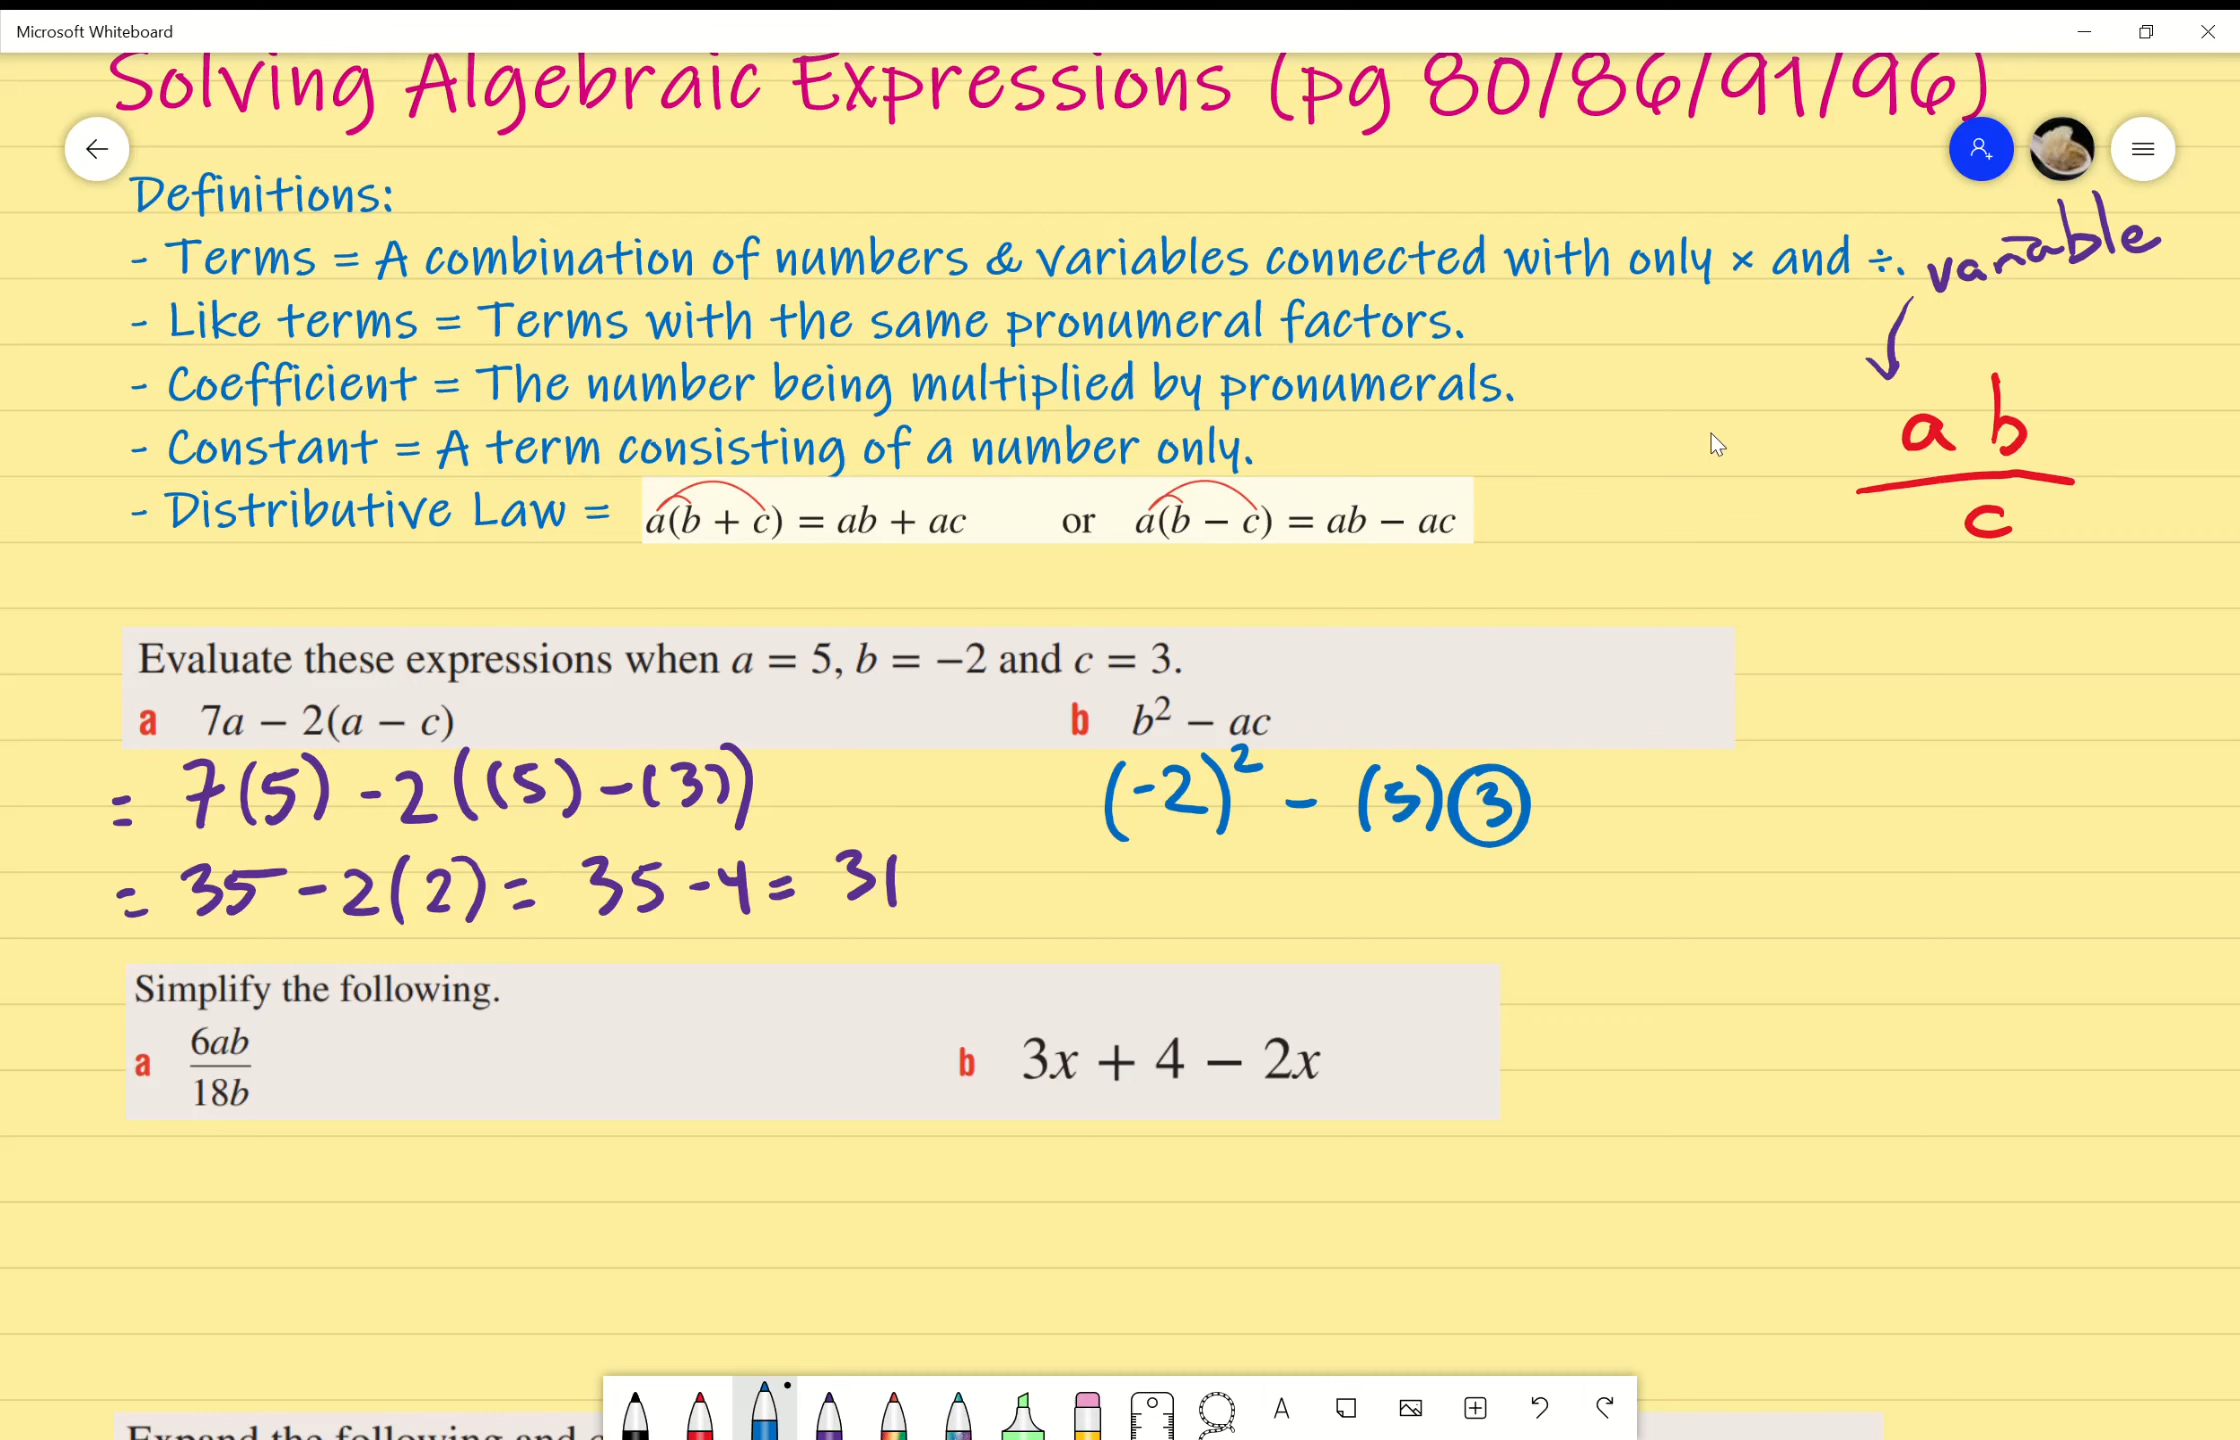 Microsoft Whiteboard
Solving Algebraic Expressions (pg 80/86/91/96)
Definitions:
- Terms = A combination of numbers & variables connected with only × and ÷.
variable
- Like terms = Terms with the same pronumeral factors.
- Coefficient = The number being multiplied by pronumerals.
a b
- Constant = A term consisting of a number only.
c
- Distributive Law = a(b + c) = ab + ac or a(b − c) = ab − ac
Evaluate these expressions when a = 5, b = −2 and c = 3.
a 7a − 2(a − c) b b² − ac
= 7(5) - 2((5) - (3)) (-2)² - (5)(3)
= 35 - 2(2) = 35 - 4 = 31
Simplify the following.
a 6ab/18b b 3x + 4 − 2x
Expand the following and